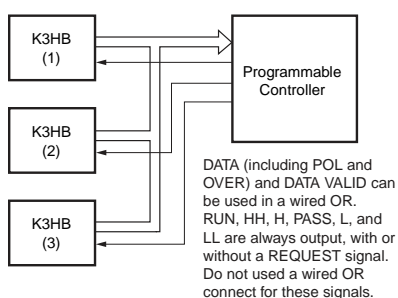 K3HB
(1)
Programmable
Controller
K3HB
(2)
K3HB
(3)
DATA (including POL and
OVER) and DATA VALID can
be used in a wired OR.
RUN, HH, H, PASS, L, and
LL are always output, with or
without a REQUEST signal.
Do not used a wired OR
connect for these signals.